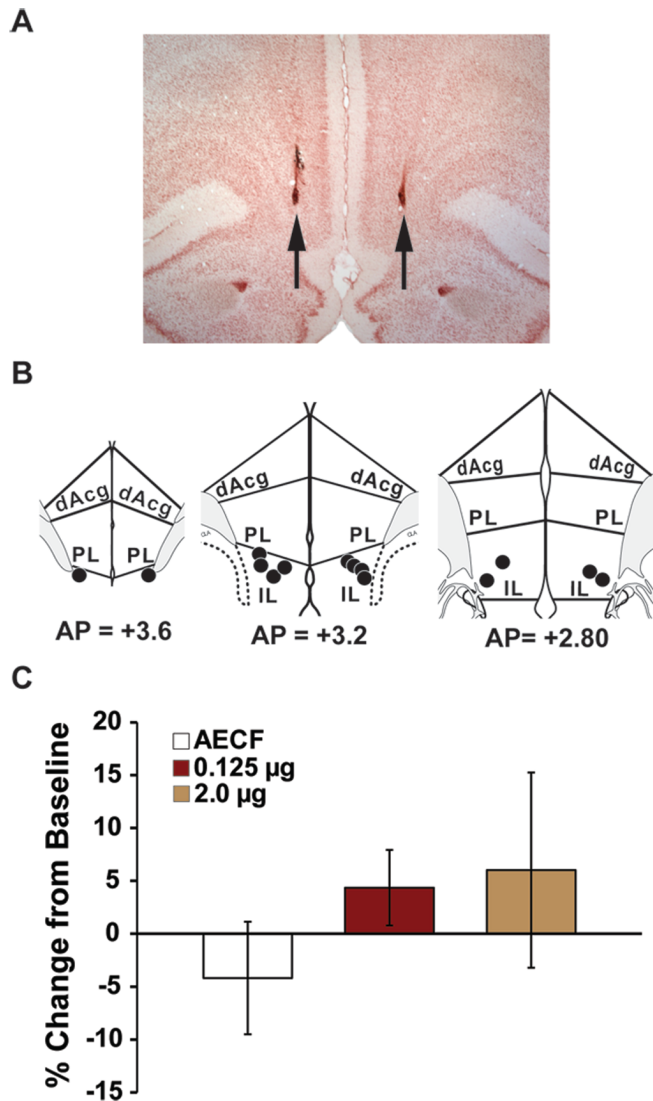 A
B
dAcg dAcg
PL PL
AP = +3.6
dAcg dAcg
PL PL
CLA CLA
IL IL
AP = +3.2
dAcg dAcg
PL PL
IL IL
AP= +2.80
C
% Change from Baseline
20
15
10
5
0
-5
-10
-15
AECF
0.125 µg
2.0 µg